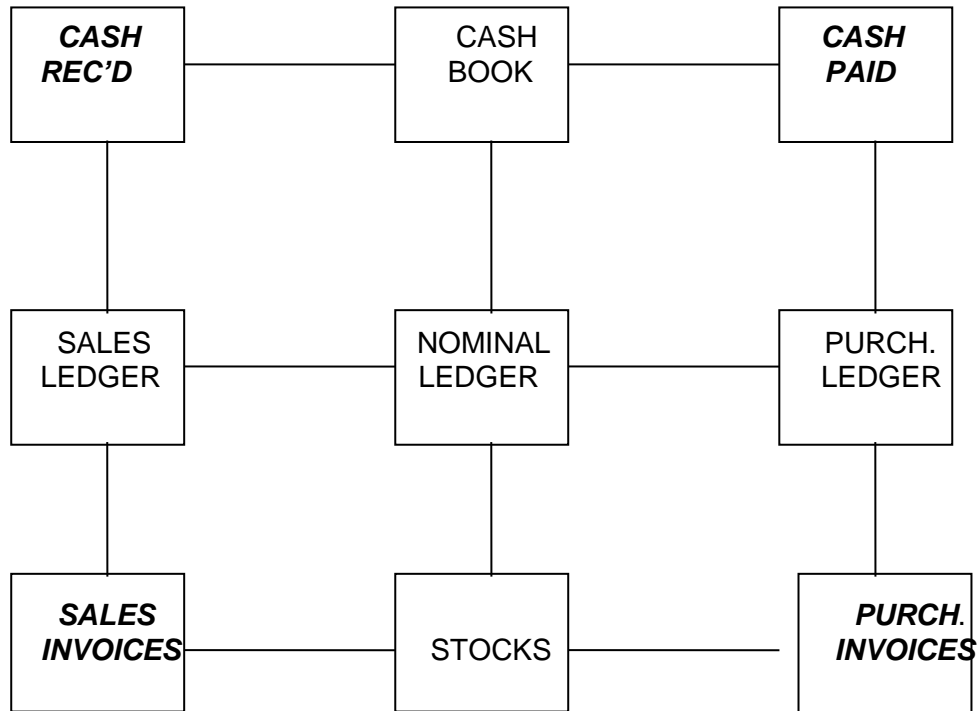 CASH
REC’D
CASH
BOOK
CASH
PAID
SALES
LEDGER
NOMINAL
LEDGER
PURCH.
LEDGER
SALES
INVOICES
STOCKS
PURCH.
INVOICES